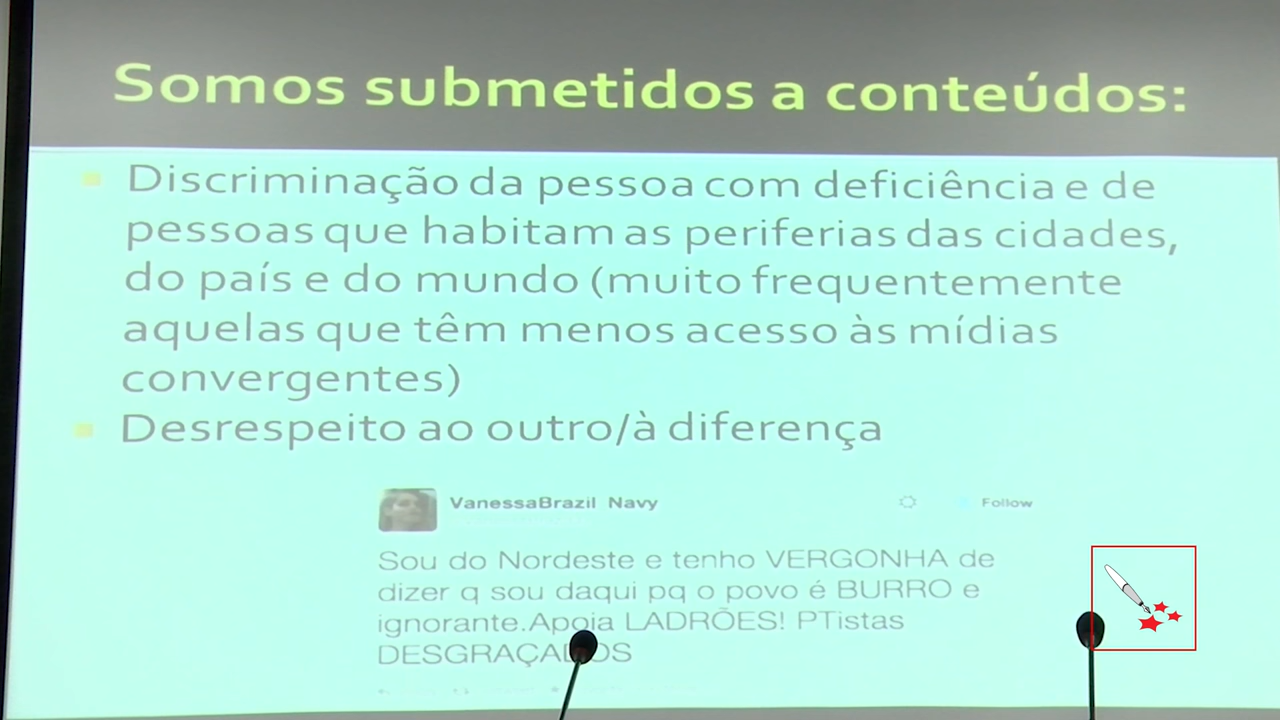 Somos submetidos a conteúdos:
Discriminação da pessoa com deficiência e de
pessoas que habitam as periferias das cidades,
do país e do mundo (muito frequentemente
aquelas que têm menos acesso às mídias
convergentes)
Desrespeito ao outro/à diferença
VanessaBrazil Navy Follow
Sou do Nordeste e tenho VERGONHA de
dizer q sou daqui pq o povo é BURRO e
ignorante.Apoia LADRÕES! PTistas
DESGRAÇADOS